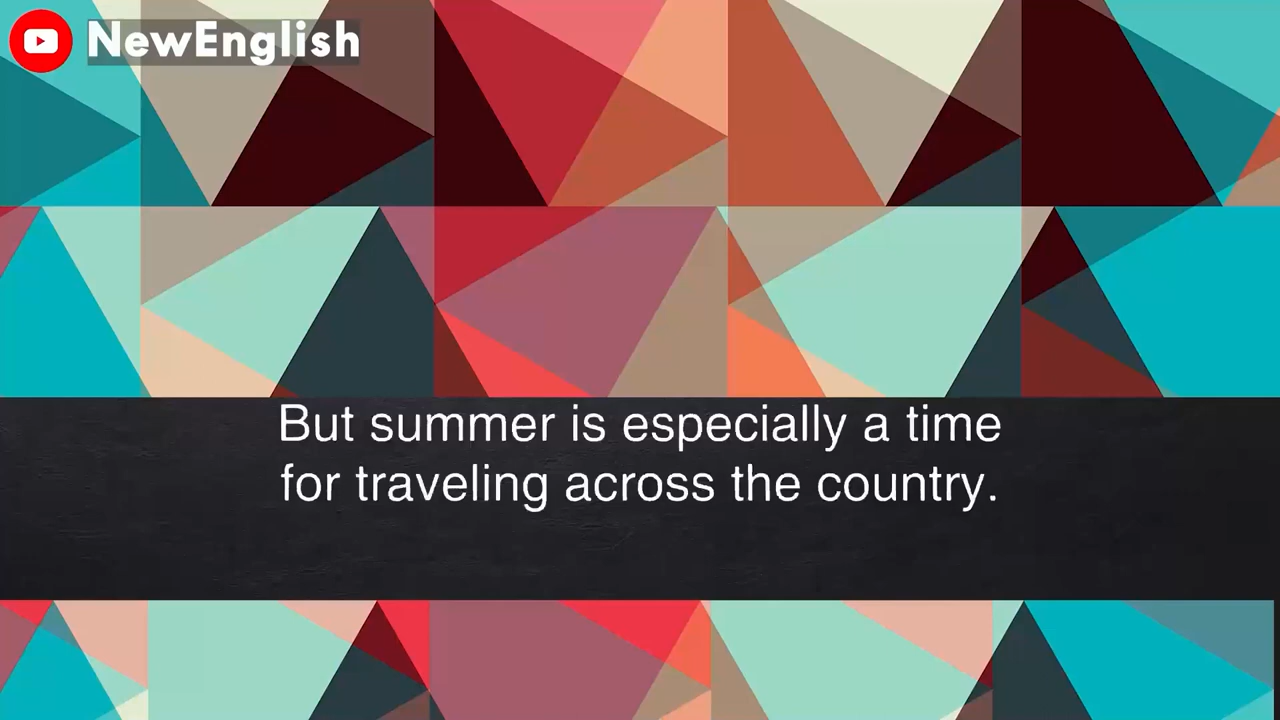 NewEnglish
But summer is especially a time
for traveling across the country.